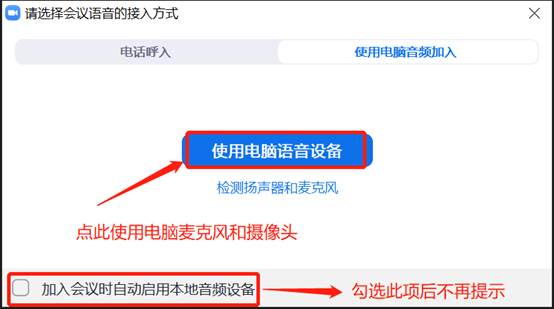 请选择会议语音的接入方式
电话呼入
使用电脑音频加入
使用电脑语音设备
检测扬声器和麦克风
点此使用电脑麦克风和摄像头
加入会议时自动启用本地音频设备
勾选此项后不再提示